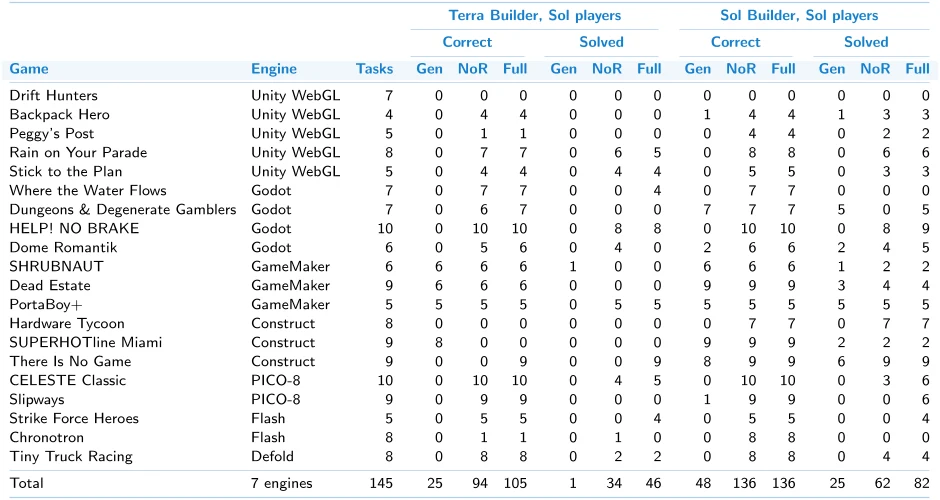 Terra Builder, Sol players Sol Builder, Sol players
Correct Solved Correct Solved
Game Engine Tasks Gen NoR Full Gen NoR Full Gen NoR Full Gen NoR Full
Drift Hunters Unity WebGL 7 0 0 0 0 0 0 0 0 0 0 0 0
Backpack Hero Unity WebGL 4 0 4 4 0 0 0 1 4 4 1 3 3
Peggy's Post Unity WebGL 5 0 1 1 0 0 0 0 4 4 0 2 2
Rain on Your Parade Unity WebGL 8 0 7 7 0 6 5 0 8 8 0 6 6
Stick to the Plan Unity WebGL 5 0 4 4 0 4 4 0 5 5 0 3 3
Where the Water Flows Godot 7 0 7 7 0 0 4 0 7 7 0 0 0
Dungeons & Degenerate Gamblers Godot 7 0 6 7 0 0 0 7 7 7 5 0 5
HELP! NO BRAKE Godot 10 0 10 10 0 8 8 0 10 10 0 8 9
Dome Romantik Godot 6 0 5 6 0 4 0 2 6 6 2 4 5
SHRUBNAUT GameMaker 6 6 6 6 1 0 0 6 6 6 1 2 2
Dead Estate GameMaker 9 6 6 6 0 0 0 9 9 9 3 4 4
PortaBoy+ GameMaker 5 5 5 5 0 5 5 5 5 5 5 5 5
Hardware Tycoon Construct 8 0 0 0 0 0 0 0 7 7 0 7 7
SUPERHOTline Miami Construct 9 8 0 0 0 0 0 9 9 9 2 2 2
There Is No Game Construct 9 0 0 9 0 0 9 8 9 9 6 9 9
CELESTE Classic PICO-8 10 0 10 10 0 4 5 0 10 10 0 3 6
Slipways PICO-8 9 0 9 9 0 0 0 1 9 9 0 0 6
Strike Force Heroes Flash 5 0 5 5 0 0 4 0 5 5 0 0 4
Chronotron Flash 8 0 1 1 0 1 0 0 8 8 0 0 0
Tiny Truck Racing Defold 8 0 8 8 0 2 2 0 8 8 0 4 4
Total 7 engines 145 25 94 105 1 34 46 48 136 136 25 62 82